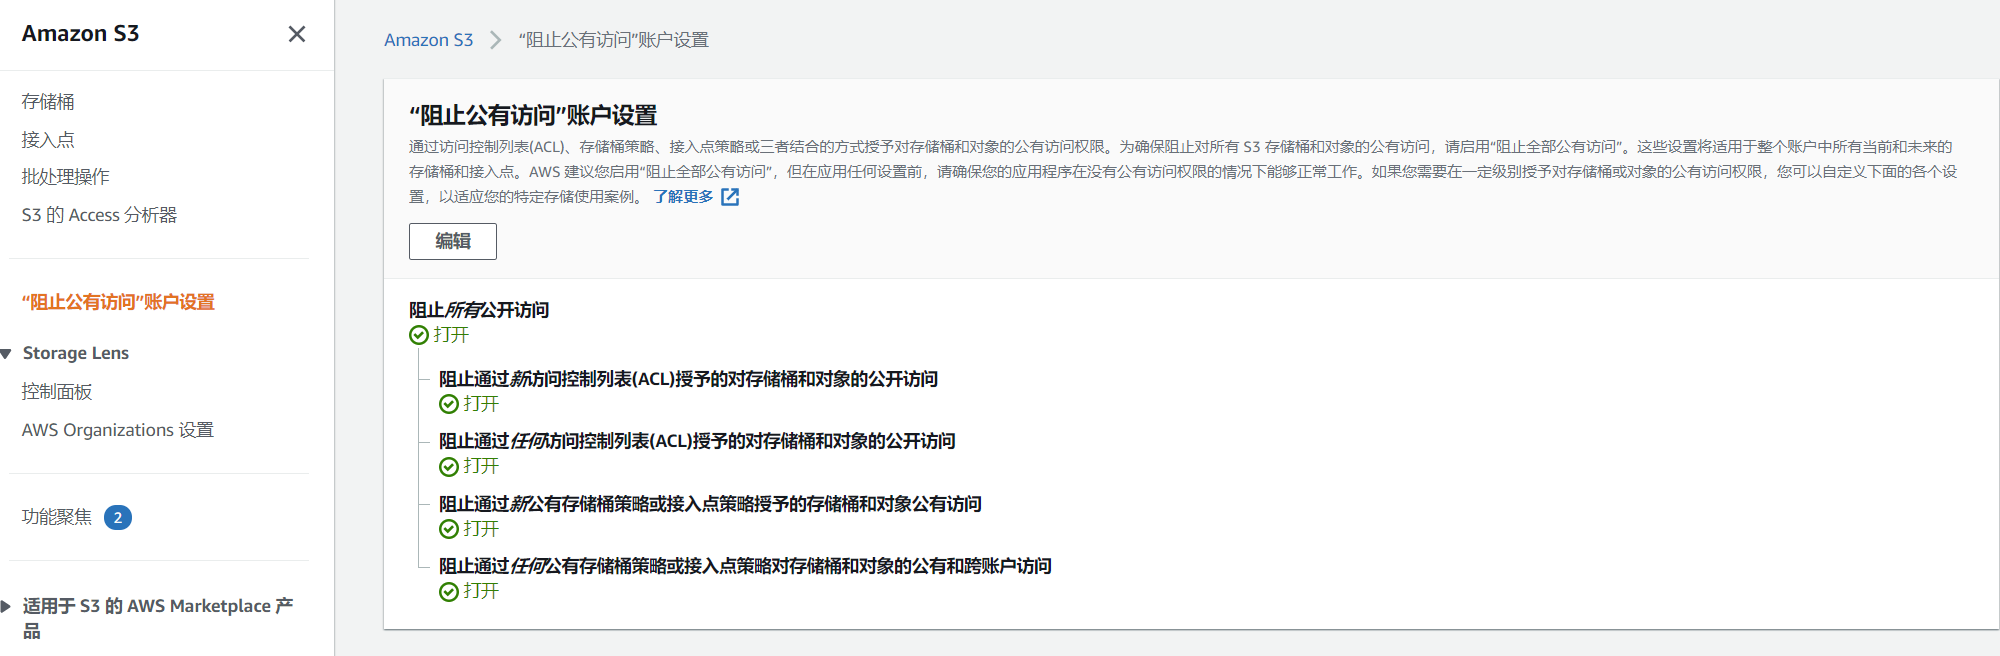 Amazon S3
存储桶
接入点
批处理操作
S3 的 Access 分析器
“阻止公有访问”账户设置
Storage Lens
控制面板
AWS Organizations 设置
功能聚焦 2
适用于 S3 的 AWS Marketplace 产
品
Amazon S3 “阻止公有访问”账户设置
“阻止公有访问”账户设置
通过访问控制列表(ACL)、存储桶策略、接入点策略或三者结合的方式授予对存储桶和对象的公有访问权限。为确保阻止对所有 S3 存储桶和对象的公有访问，请启用“阻止全部公有访问”。这些设置将适用于整个账户中所有当前和未来的
存储桶和接入点。AWS 建议您启用“阻止全部公有访问”，但在应用任何设置前，请确保您的应用程序在没有公有访问权限的情况下能够正常工作。如果您需要在一定级别授予对存储桶或对象的公有访问权限，您可以自定义下面的各个设
置，以适应您的特定存储使用案例。 了解更多
编辑
阻止所有公开访问
打开
阻止通过新访问控制列表(ACL)授予的对存储桶和对象的公开访问
打开
阻止通过任何访问控制列表(ACL)授予的对存储桶和对象的公开访问
打开
阻止通过新公有存储桶策略或接入点策略授予的存储桶和对象公有访问
打开
阻止通过任何公有存储桶策略或接入点策略对存储桶和对象的公有和跨账户访问
打开